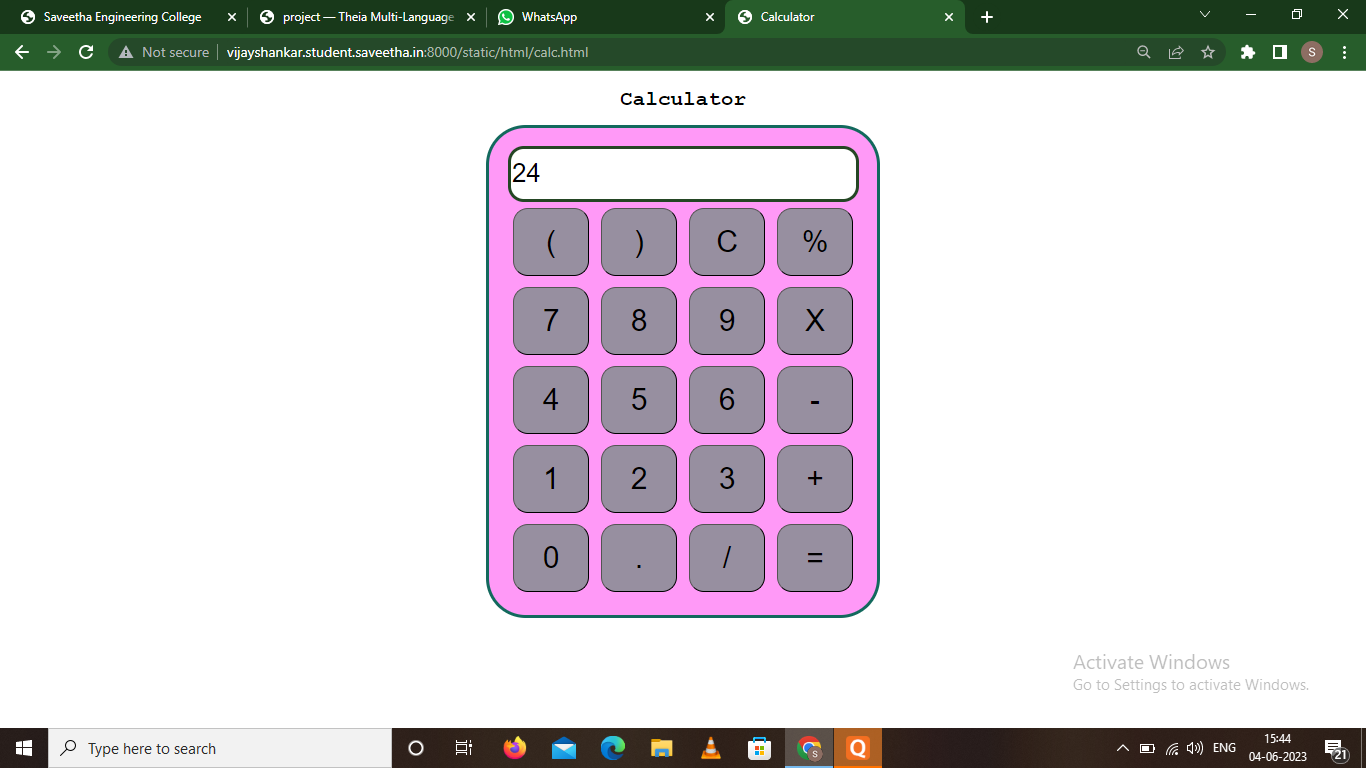 Saveetha Engineering College
project — Theia Multi-Language
WhatsApp
Calculator
Not secure
vijayshankar.student.saveetha.in:8000/static/html/calc.html
S
Calculator
24
( ) C %
7 8 9 X
4 5 6 -
1 2 3 +
0 . / =
Activate Windows
Go to Settings to activate Windows.
Type here to search
S
Q
ENG
15:44
04-06-2023
21